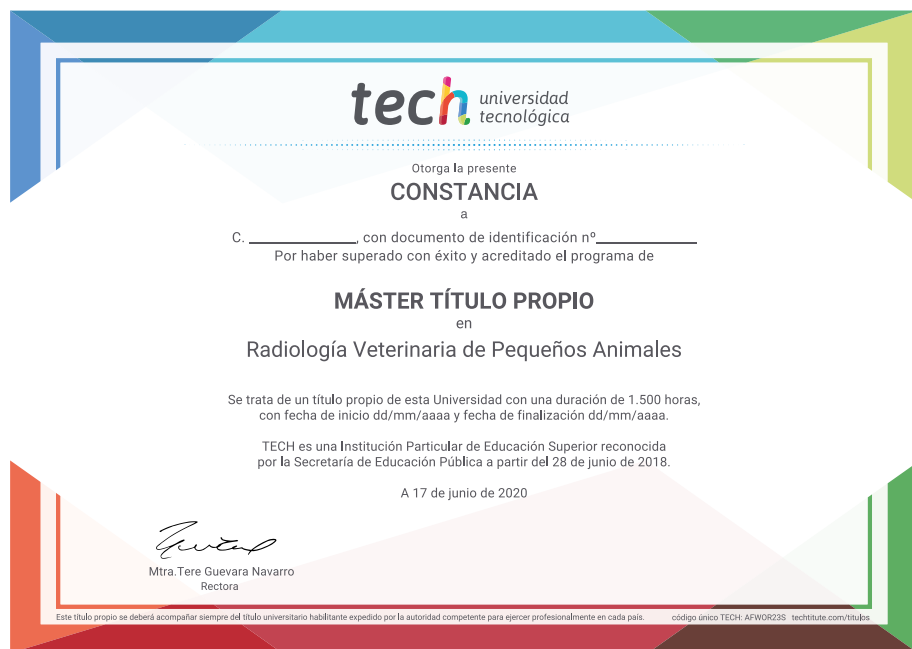 tech universidad
tecnológica
Otorga la presente
CONSTANCIA
a
C. ____________, con documento de identificación nº____________
Por haber superado con éxito y acreditado el programa de
MÁSTER TÍTULO PROPIO
en
Radiología Veterinaria de Pequeños Animales
Se trata de un título propio de esta Universidad con una duración de 1.500 horas,
con fecha de inicio dd/mm/aaaa y fecha de finalización dd/mm/aaaa.
TECH es una Institución Particular de Educación Superior reconocida
por la Secretaría de Educación Pública a partir del 28 de junio de 2018.
A 17 de junio de 2020
Mtra.Tere Guevara Navarro
Rectora
Este título propio se deberá acompañar siempre del título universitario habilitante expedido por la autoridad competente para ejercer profesionalmente en cada país. código único TECH: AFWOR23S techtitute.com/titulos